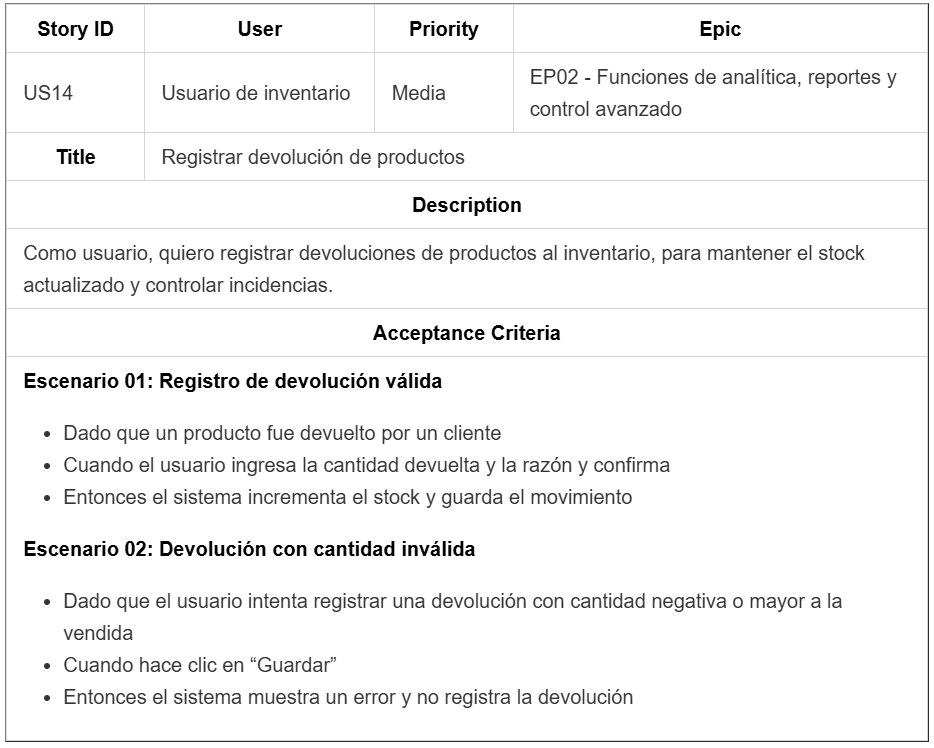 Story ID User Priority Epic
US14 Usuario de inventario Media EP02 - Funciones de analítica, reportes y
control avanzado
Title Registrar devolución de productos
Description
Como usuario, quiero registrar devoluciones de productos al inventario, para mantener el stock
actualizado y controlar incidencias.
Acceptance Criteria
Escenario 01: Registro de devolución válida
• Dado que un producto fue devuelto por un cliente
• Cuando el usuario ingresa la cantidad devuelta y la razón y confirma
• Entonces el sistema incrementa el stock y guarda el movimiento
Escenario 02: Devolución con cantidad inválida
• Dado que el usuario intenta registrar una devolución con cantidad negativa o mayor a la
vendida
• Cuando hace clic en “Guardar”
• Entonces el sistema muestra un error y no registra la devolución